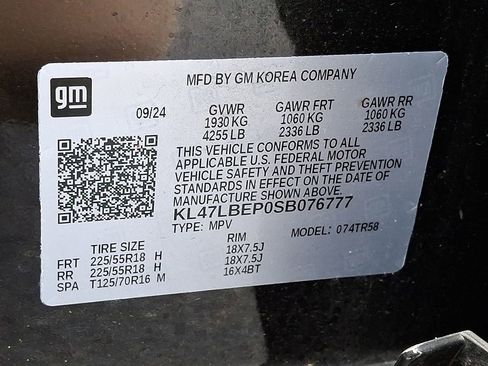 gm
MFD BY GM KOREA COMPANY
09/24 GVWR GAWR FRT GAWR RR
1930 KG 1060 KG 1060 KG
4255 LB 2336 LB 2336 LB
THIS VEHICLE CONFORMS TO ALL
APPLICABLE U.S. FEDERAL MOTOR
VEHICLE SAFETY AND THEFT PREVENTION
STANDARDS IN EFFECT ON THE DATE OF
MANUFACTURE SHOWN ABOVE.
KL47LBEP0SB076777
TYPE: MPV MODEL: 074TR58
TIRE SIZE RIM
FRT 225/55R18 H 18X7.5J
RR 225/55R18 H 18X7.5J
SPA T125/70R16 M 16X4BT